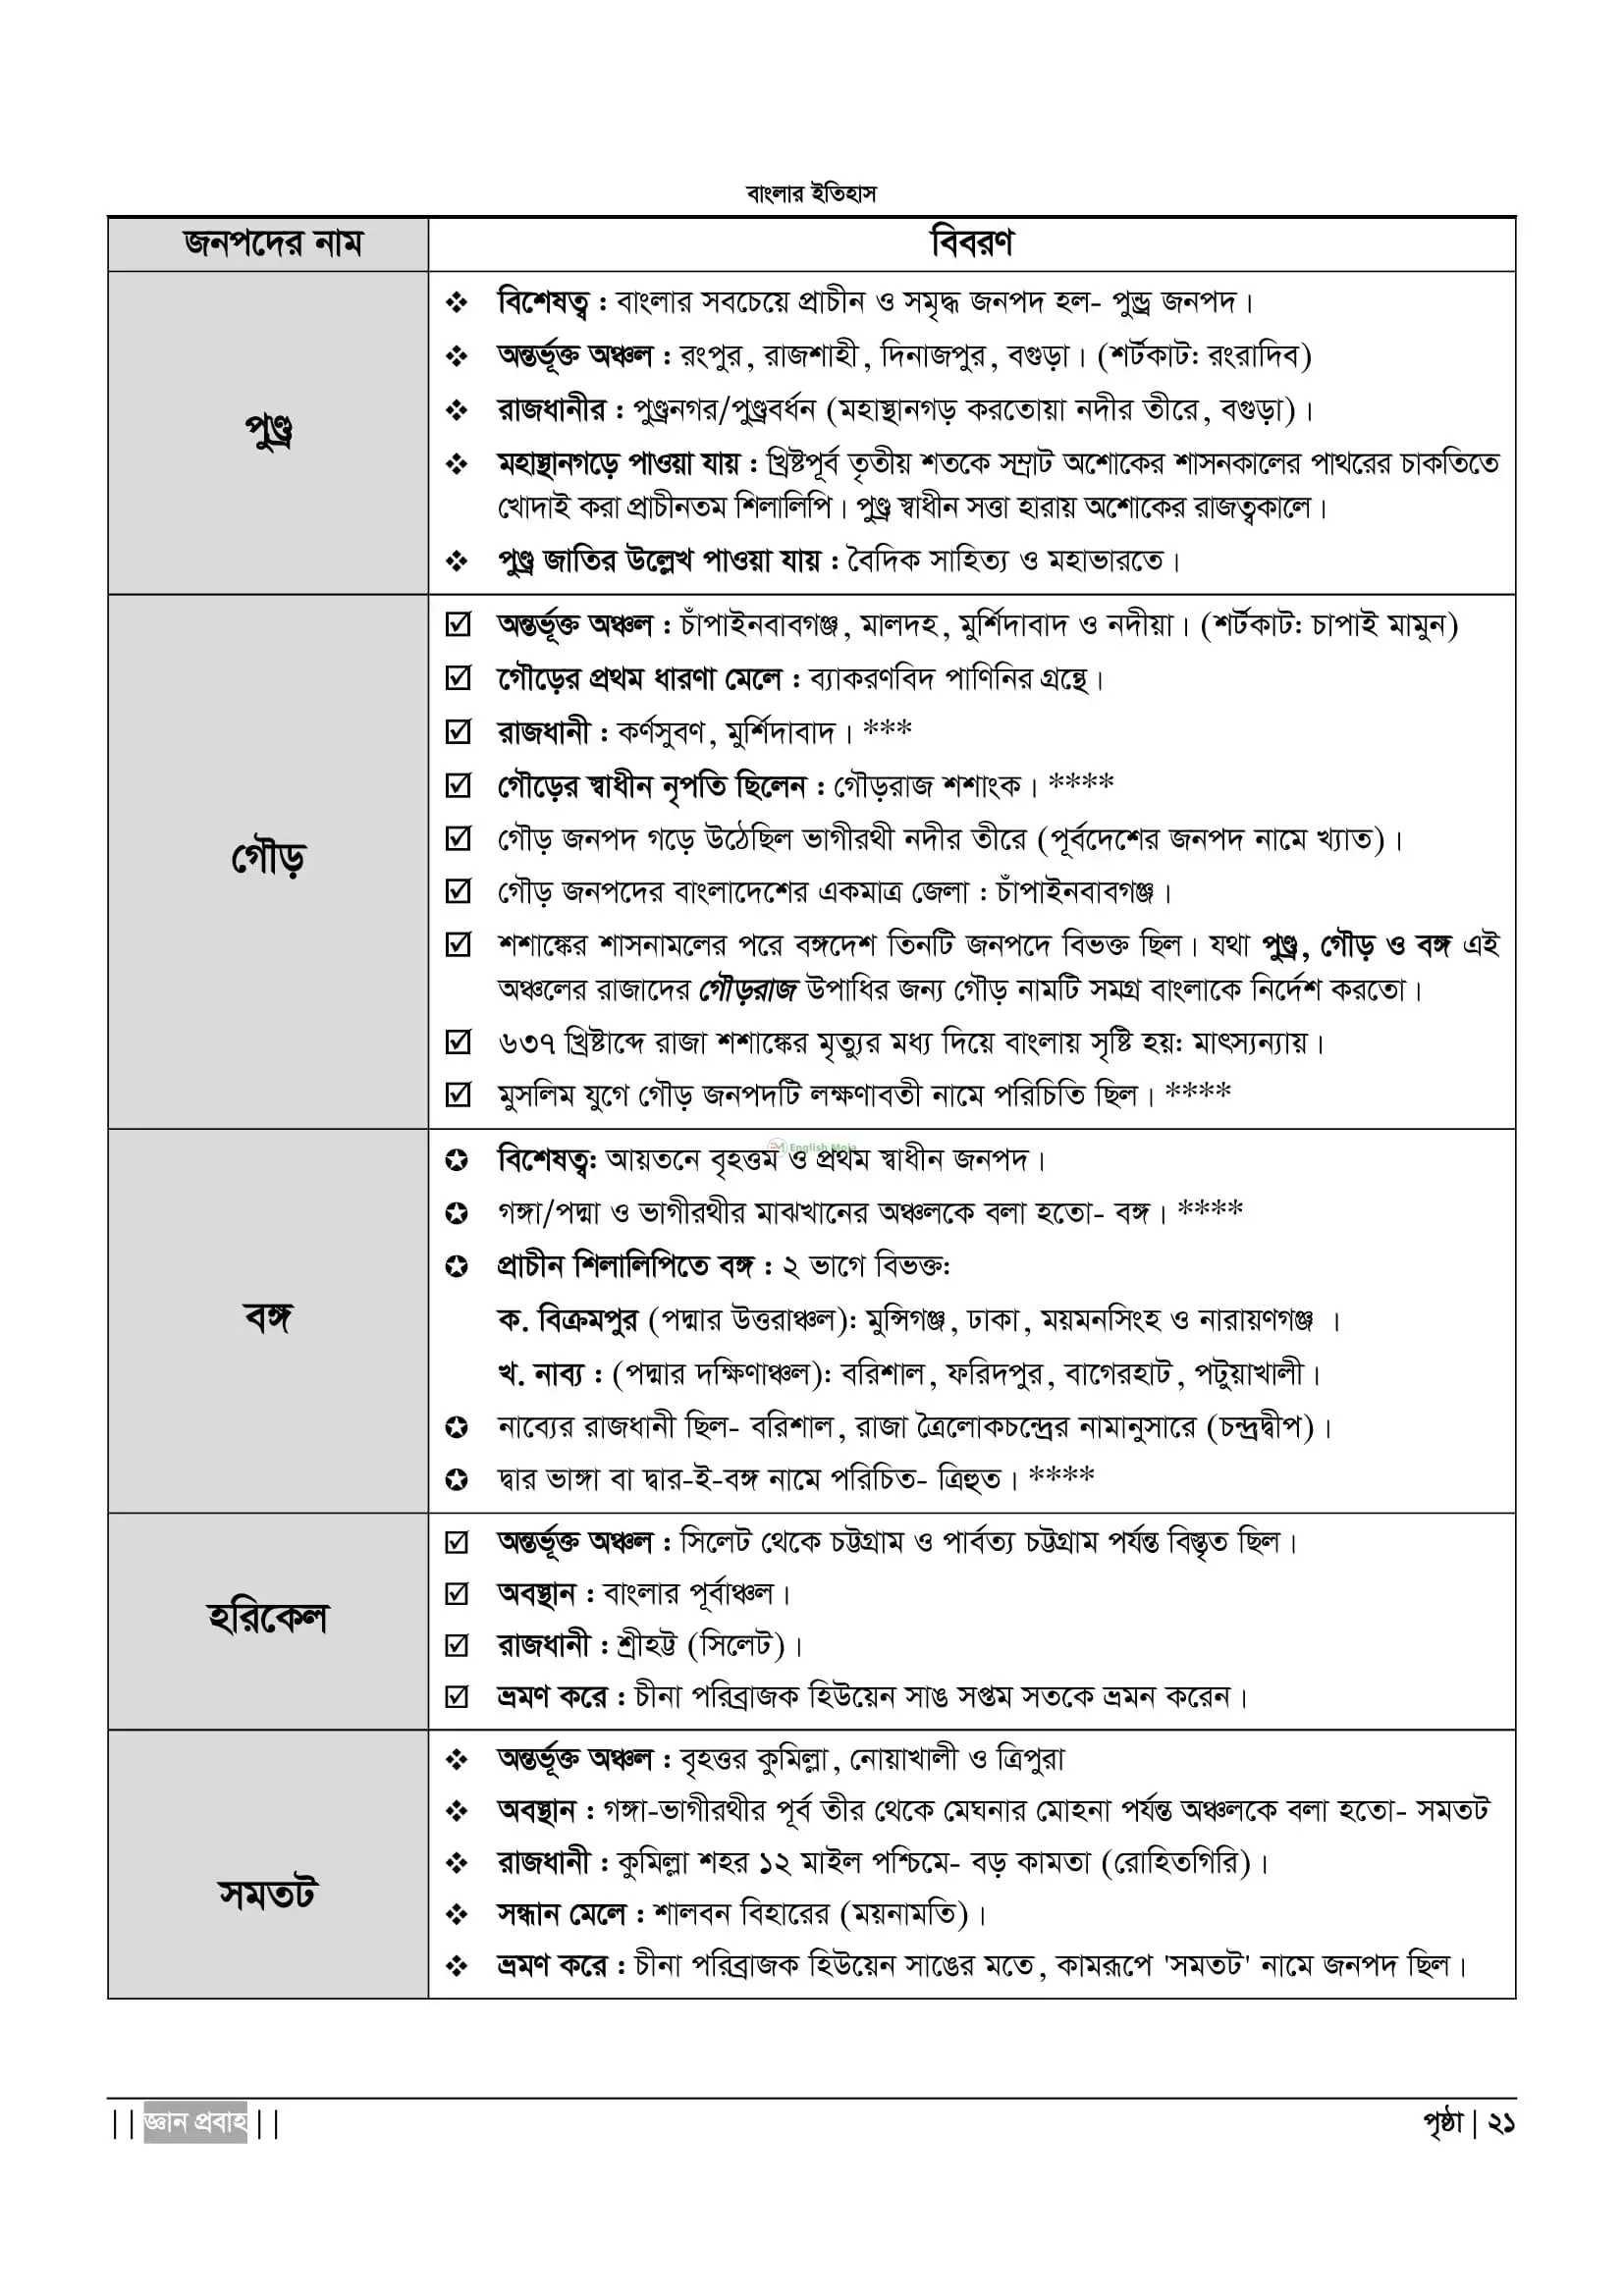 বাংলার ইতিহাস
জনপদের নাম
বিবরণ
পুণ্ড্র
❖ বিশেষত্ব : বাংলার সবচেয়ে প্রাচীন ও সমৃদ্ধ জনপদ হল- পুন্ড্র জনপদ।
❖ অন্তর্ভূক্ত অঞ্চল : রংপুর, রাজশাহী, দিনাজপুর, বগুড়া। (শর্টকাট: রংরাদিব)
❖ রাজধানীর : পুণ্ড্রনগর/পুণ্ড্রবর্ধন (মহাস্থানগড় করতোয়া নদীর তীরে, বগুড়া)।
❖ মহাস্থানগড়ে পাওয়া যায় : খ্রিষ্টপূর্ব তৃতীয় শতকে সম্রাট অশোকের শাসনকালের পাথরের চাকতিতে
খোদাই করা প্রাচীনতম শিলালিপি। পুণ্ড্র স্বাধীন সত্তা হারায় অশোকের রাজত্বকালে।
❖ পুণ্ড্র জাতির উল্লেখ পাওয়া যায় : বৈদিক সাহিত্য ও মহাভারতে।
গৌড়
☑ অন্তর্ভূক্ত অঞ্চল : চাঁপাইনবাবগঞ্জ, মালদহ, মুর্শিদাবাদ ও নদীয়া। (শর্টকাট: চাপাই মামুন)
☑ গৌড়ের প্রথম ধারণা মেলে : ব্যাকরণবিদ পাণিনির গ্রন্থে।
☑ রাজধানী : কর্ণসুবণ, মুর্শিদাবাদ। ***
☑ গৌড়ের স্বাধীন নৃপতি ছিলেন : গৌড়রাজ শশাংক। ****
☑ গৌড় জনপদ গড়ে উঠেছিল ভাগীরথী নদীর তীরে (পূর্বদেশের জনপদ নামে খ্যাত)।
☑ গৌড় জনপদের বাংলাদেশের একমাত্র জেলা : চাঁপাইনবাবগঞ্জ।
☑ শশাঙ্কের শাসনামলের পরে বঙ্গদেশ তিনটি জনপদে বিভক্ত ছিল। যথা পুণ্ড্র, গৌড় ও বঙ্গ এই
অঞ্চলের রাজাদের গৌড়রাজ উপাধির জন্য গৌড় নামটি সমগ্র বাংলাকে নির্দেশ করতো।
☑ ৬৩৭ খ্রিষ্টাব্দে রাজা শশাঙ্কের মৃত্যুর মধ্য দিয়ে বাংলায় সৃষ্টি হয়: মাৎস্যন্যায়।
☑ মুসলিম যুগে গৌড় জনপদটি লক্ষণাবতী নামে পরিচিতি ছিল। ****
বঙ্গ
✪ বিশেষত্ব: আয়তনে বৃহত্তম ও প্রথম স্বাধীন জনপদ।
English Moja
✪ গঙ্গা/পদ্মা ও ভাগীরথীর মাঝখানের অঞ্চলকে বলা হতো- বঙ্গ। ****
✪ প্রাচীন শিলালিপিতে বঙ্গ : ২ ভাগে বিভক্ত:
ক. বিক্রমপুর (পদ্মার উত্তরাঞ্চল): মুন্সিগঞ্জ, ঢাকা, ময়মনসিংহ ও নারায়ণগঞ্জ ।
খ. নাব্য : (পদ্মার দক্ষিণাঞ্চল): বরিশাল, ফরিদপুর, বাগেরহাট, পটুয়াখালী।
✪ নাব্যের রাজধানী ছিল- বরিশাল, রাজা ত্রৈলোকচন্দ্রের নামানুসারে (চন্দ্রদ্বীপ)।
✪ দ্বার ভাঙ্গা বা দ্বার-ই-বঙ্গ নামে পরিচিত- ত্রিহুত। ****
হরিকেল
☑ অন্তর্ভূক্ত অঞ্চল : সিলেট থেকে চট্টগ্রাম ও পার্বত্য চট্টগ্রাম পর্যন্ত বিস্তৃত ছিল।
☑ অবস্থান : বাংলার পূর্বাঞ্চল।
☑ রাজধানী : শ্রীহট্ট (সিলেট)।
☑ ভ্রমণ করে : চীনা পরিব্রাজক হিউয়েন সাঙ সপ্তম সতকে ভ্রমন করেন।
সমতট
❖ অন্তর্ভূক্ত অঞ্চল : বৃহত্তর কুমিল্লা, নোয়াখালী ও ত্রিপুরা
❖ অবস্থান : গঙ্গা-ভাগীরথীর পূর্ব তীর থেকে মেঘনার মোহনা পর্যন্ত অঞ্চলকে বলা হতো- সমতট
❖ রাজধানী : কুমিল্লা শহর ১২ মাইল পশ্চিমে- বড় কামতা (রোহিতগিরি)।
❖ সন্ধান মেলে : শালবন বিহারের (ময়নামতি)।
❖ ভ্রমণ করে : চীনা পরিব্রাজক হিউয়েন সাঙের মতে, কামরূপে 'সমতট' নামে জনপদ ছিল।
|| জ্ঞান প্রবাহ ||
পৃষ্ঠা | ২১